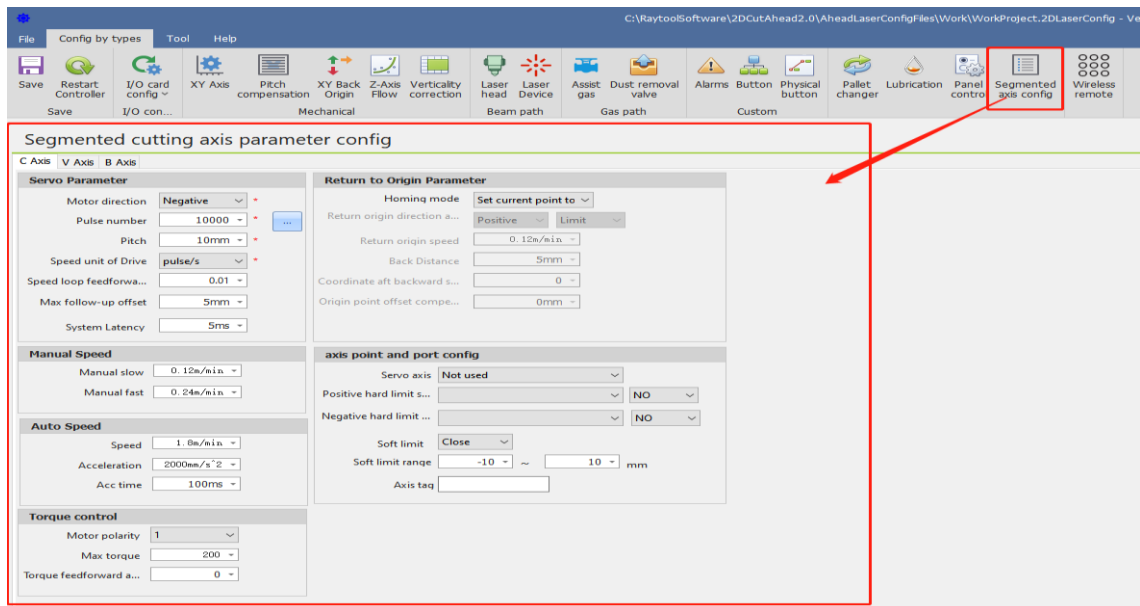 C:\RaytoolSoftware\2DCutAhead2.0\AheadLaserConfigFiles\Work\WorkProject.2DLaserConfig - Ve
File Config by types Tool Help
Save Restart Controller I/O card config XY Axis Pitch compensation XY Back Origin Z-Axis Fllow Verticality correction Laser head Laser Device Assist gas Dust removal valve Alarms Button Physical button Pallet changer Lubrication Panel control Segmented axis config Wireless remote
Save I/O con... Mechanical Beam path Gas path Custom
Segmented cutting axis parameter config
C Axis V Axis B Axis
Servo Parameter
Motor direction Negative *
Pulse number 10000 * ...
Pitch 10mm *
Speed unit of Drive pulse/s *
Speed loop feedforwa... 0.01
Max follow-up offset 5mm
System Latency 5ms
Manual Speed
Manual slow 0.12m/min
Manual fast 0.24m/min
Auto Speed
Speed 1.8m/min
Acceleration 2000mm/s^2
Acc time 100ms
Torque control
Motor polarity 1
Max torque 200
Torque feedforward a... 0
Return to Origin Parameter
Homing mode Set current point to
Return origin direction a... Positive Limit
Return origin speed 0.12m/min
Back Distance 5mm
Coordinate aft backward s... 0
Origin point offset compe... 0mm
axis point and port config
Servo axis Not used
Positive hard limit s... NO
Negative hard limit ... NO
Soft limit Close
Soft limit range -10 ~ 10 mm
Axis tag